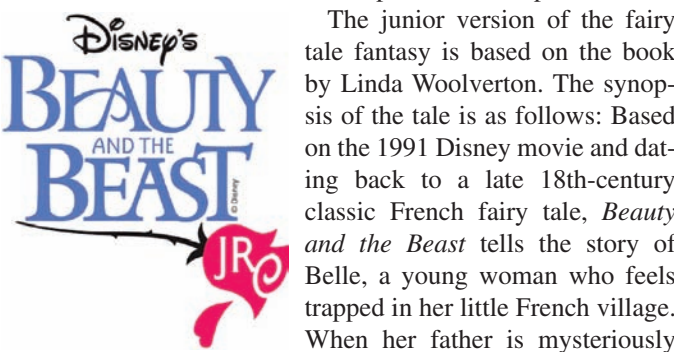 DISNEY'S
BEAUTY
AND THE
BEAST
© Disney
JR
The junior version of the fairy
tale fantasy is based on the book
by Linda Woolverton. The synop-
sis of the tale is as follows: Based
on the 1991 Disney movie and dat-
ing back to a late 18th-century
classic French fairy tale, Beauty
and the Beast tells the story of
Belle, a young woman who feels
trapped in her little French village.
When her father is mysteriously